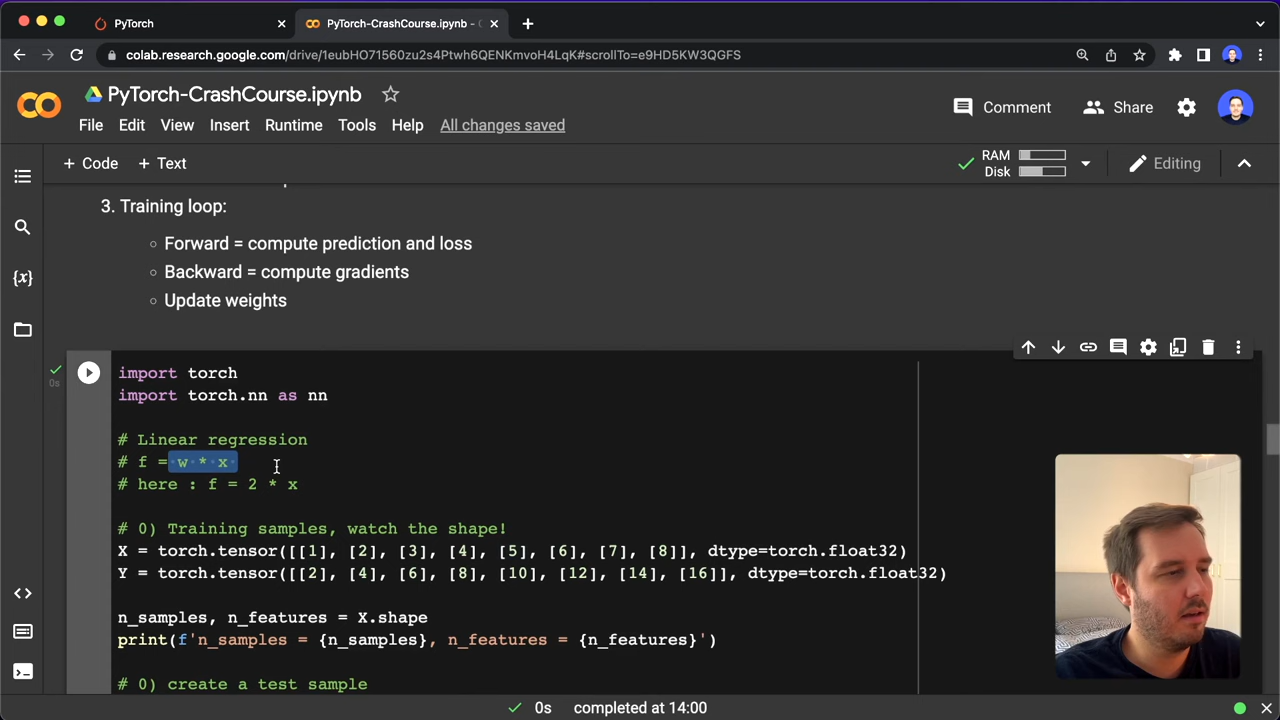 PyTorch
PyTorch-CrashCourse.ipynb - 
colab.research.google.com/drive/1eubHO71560zu2s4Ptwh6QENKmvoH4LqK#scrollTo=e9HD5KW3QGFS
PyTorch-CrashCourse.ipynb
Comment
Share
File Edit View Insert Runtime Tools Help All changes saved
+ Code + Text
RAM
Disk
Editing
3. Training loop:
Forward = compute prediction and loss
Backward = compute gradients
Update weights
0s
import torch
import torch.nn as nn
# Linear regression
# f = w * x
# here : f = 2 * x
# 0) Training samples, watch the shape!
X = torch.tensor([[1], [2], [3], [4], [5], [6], [7], [8]], dtype=torch.float32)
Y = torch.tensor([[2], [4], [6], [8], [10], [12], [14], [16]], dtype=torch.float32)
n_samples, n_features = X.shape
print(f'n_samples = {n_samples}, n_features = {n_features}')
# 0) create a test sample
0s completed at 14:00